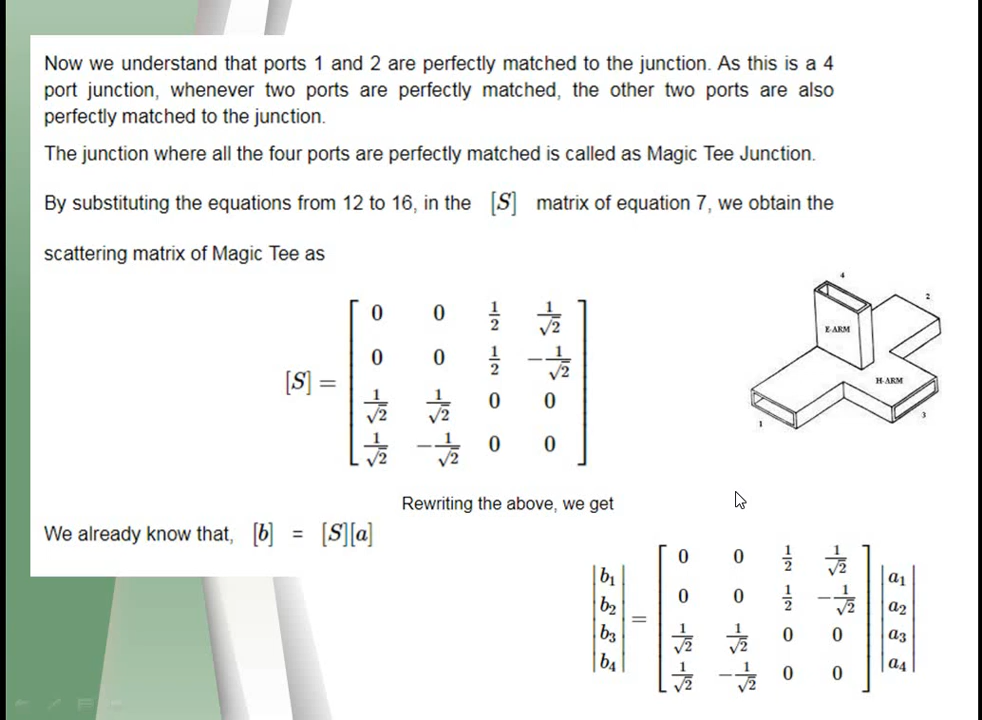 Now we understand that ports 1 and 2 are perfectly matched to the junction. As this is a 4
port junction, whenever two ports are perfectly matched, the other two ports are also
perfectly matched to the junction.
The junction where all the four ports are perfectly matched is called as Magic Tee Junction.
By substituting the equations from 12 to 16, in the [S] matrix of equation 7, we obtain the
scattering matrix of Magic Tee as
[S] =
0 0 1/2 1/√2
0 0 1/2 −1/√2
1/√2 1/√2 0 0
1/√2 −1/√2 0 0
4
2
E-ARM
H-ARM
3
1
Rewriting the above, we get
We already know that, [b] = [S][a]
|b1| = 0 0 1/2 1/√2 |a1|
|b2| 0 0 1/2 −1/√2 |a2|
|b3| 1/√2 1/√2 0 0 |a3|
|b4| 1/√2 −1/√2 0 0 |a4|